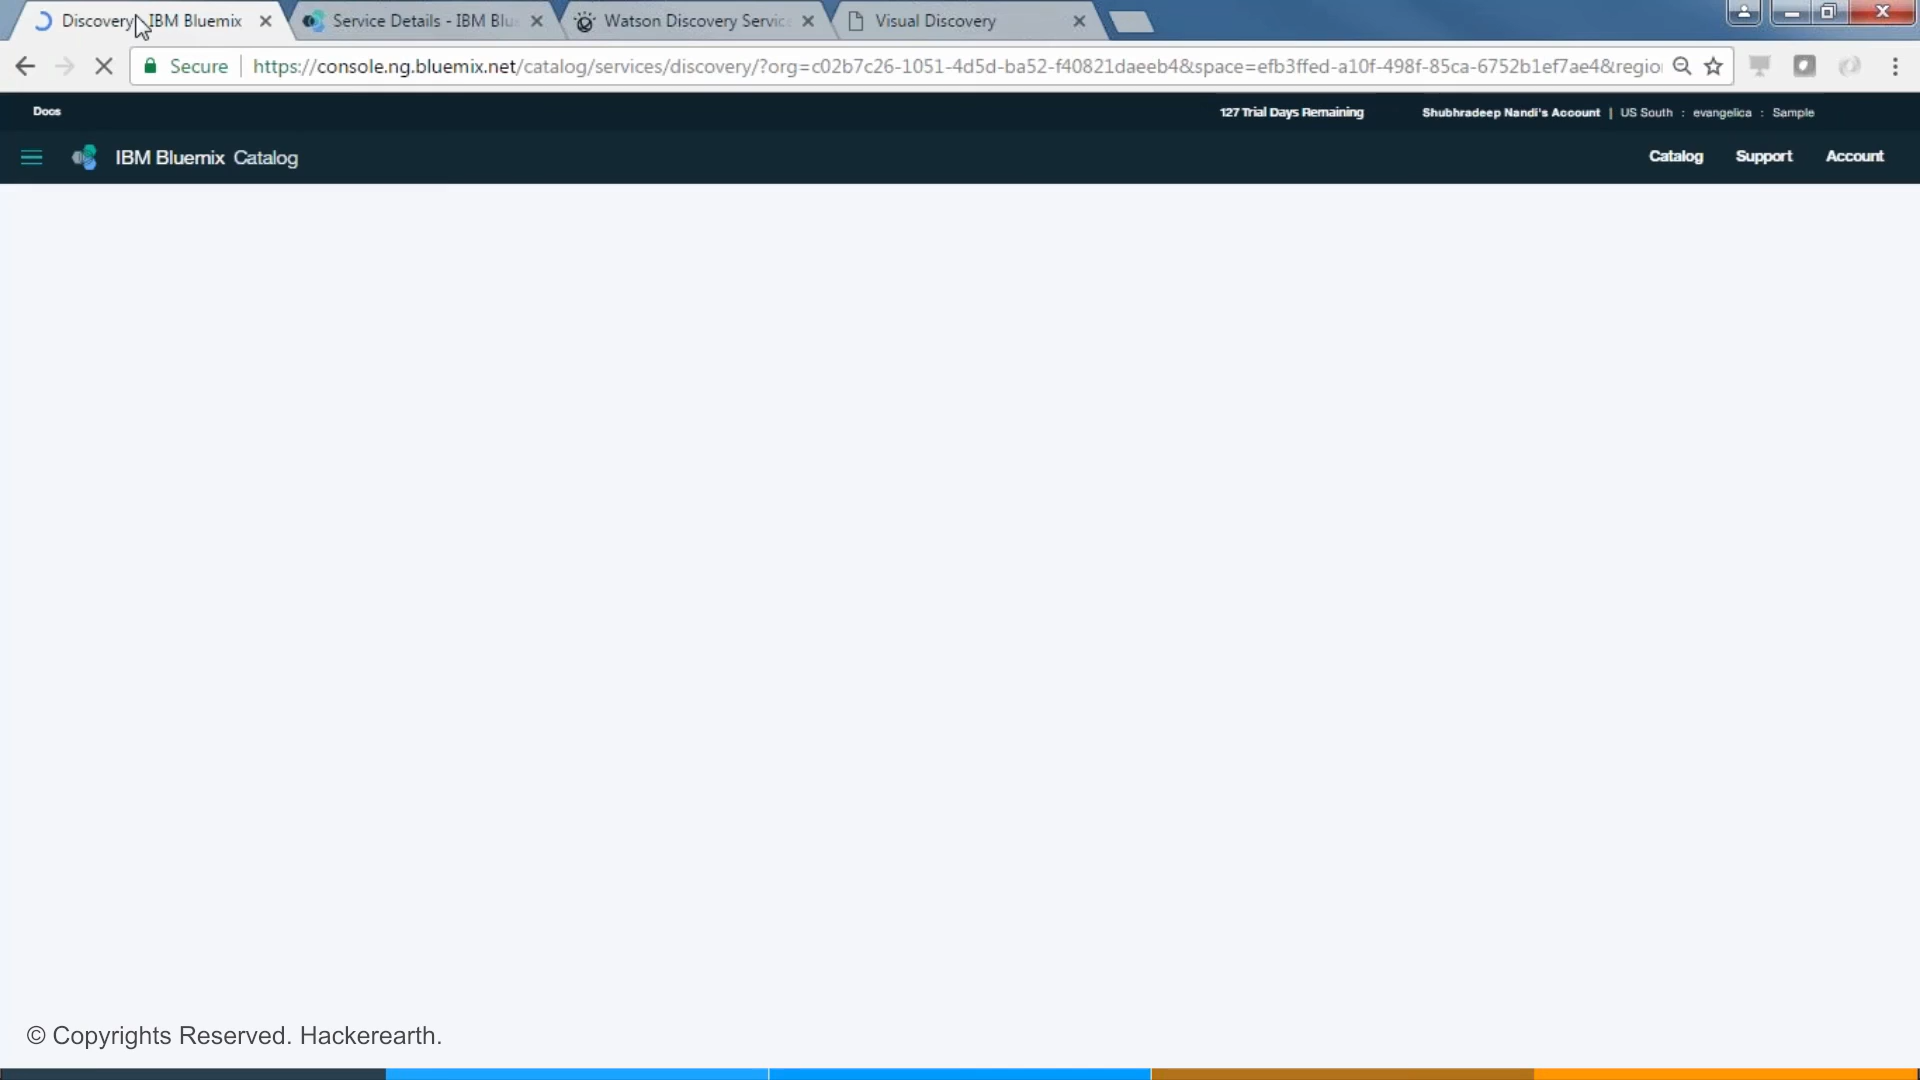 Discovery - IBM Bluemix
Service Details - IBM Blu
Watson Discovery Servic
Visual Discovery
Secure
https://console.ng.bluemix.net/catalog/services/discovery/?org=c02b7c26-1051-4d5d-ba52-f40821daeeb4&space=efb3ffed-a10f-498f-85ca-6752b1ef7ae4&regio
Docs
127 Trial Days Remaining
Shubhradeep Nandi's Account | US South : evangelica : Sample
IBM Bluemix Catalog
Catalog
Support
Account
© Copyrights Reserved. Hackerearth.